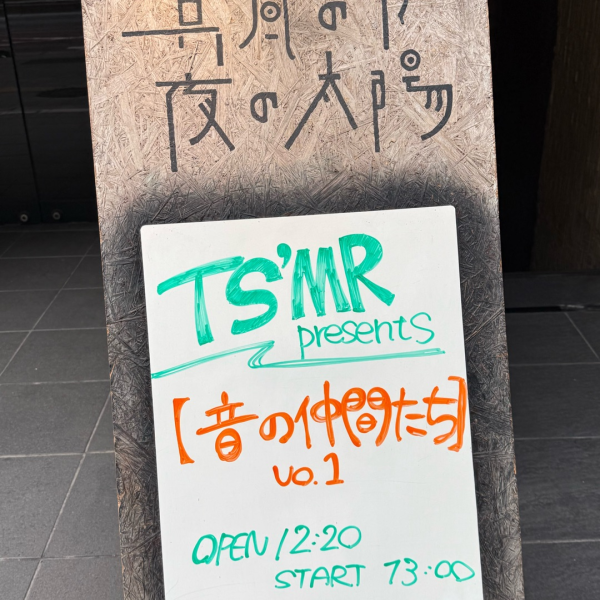 真昼の月
夜の太陽
TS'MR
presents
【音の仲間たち】
vo.1
OPEN 12:20
START 13:00